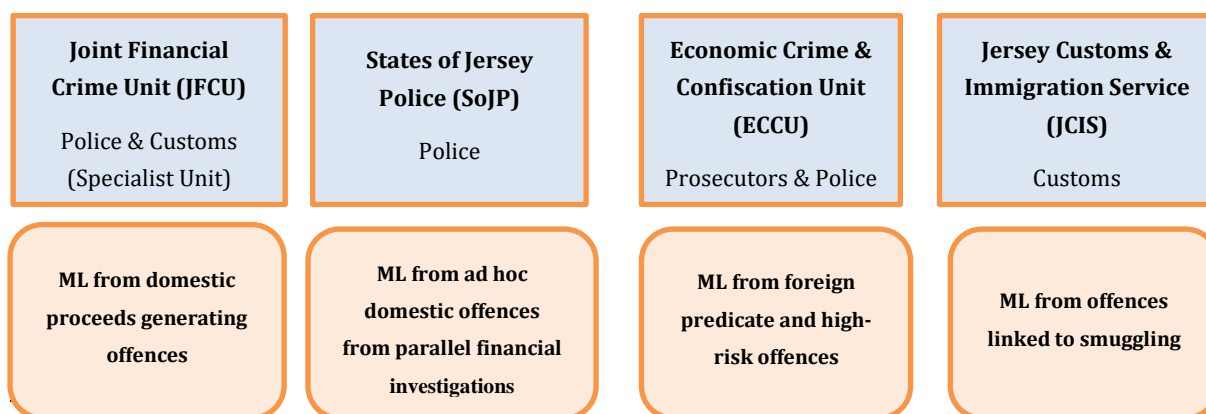 Joint Financial
Crime Unit (JFCU)
Police & Customs
(Specialist Unit)
States of Jersey
Police (SoJP)
Police
Economic Crime &
Confiscation Unit
(ECCU)
Prosecutors & Police
Jersey Customs &
Immigration Service
(JCIS)
Customs
ML from domestic
proceeds generating
offences
ML from ad hoc
domestic offences
from parallel financial
investigations
ML from foreign
predicate and high-
risk offences
ML from offences
linked to smuggling